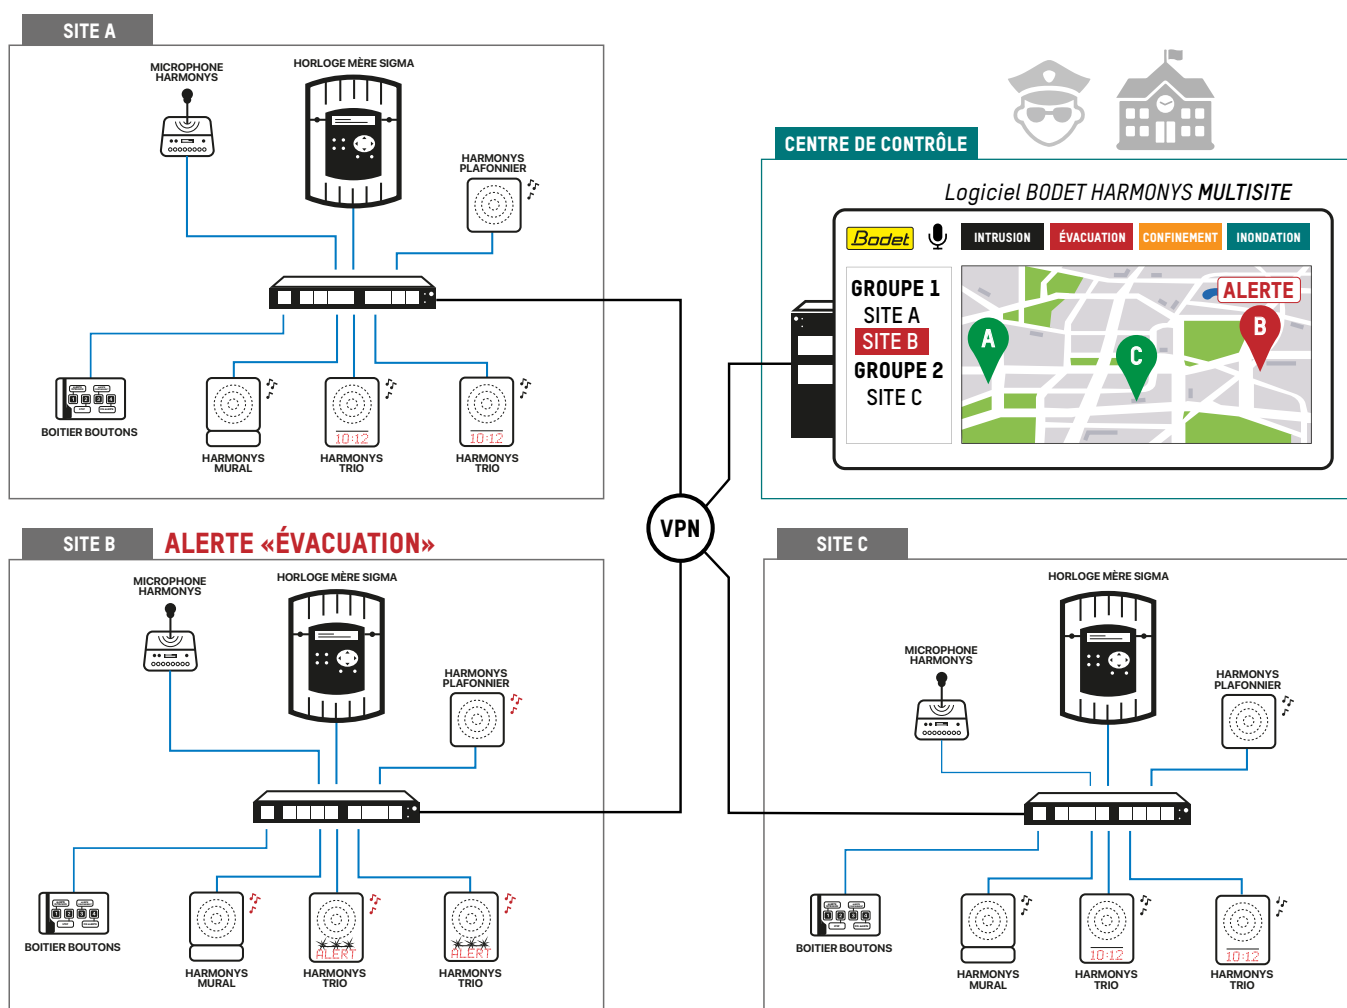 SITE A
MICROPHONE
HARMONYS
HORLOGE MÈRE SIGMA
HARMONYS
PLAFONNIER
BOITIER BOUTONS
HARMONYS
MURAL
10:12
HARMONYS
TRIO
10:12
HARMONYS
TRIO
CENTRE DE CONTRÔLE
Logiciel BODET HARMONYS MULTISITE
Bodet
INTRUSION
ÉVACUATION
CONFINEMENT
INONDATION
GROUPE 1
SITE A
SITE B
GROUPE 2
SITE C
ALERTE
A
B
C
VPN
SITE B
ALERTE «ÉVACUATION»
MICROPHONE
HARMONYS
HORLOGE MÈRE SIGMA
HARMONYS
PLAFONNIER
BOITIER BOUTONS
HARMONYS
MURAL
ALERT
HARMONYS
TRIO
ALERT
HARMONYS
TRIO
SITE C
HORLOGE MÈRE SIGMA
MICROPHONE
HARMONYS
HARMONYS
PLAFONNIER
BOITIER BOUTONS
HARMONYS
MURAL
10:12
HARMONYS
TRIO
10:12
HARMONYS
TRIO